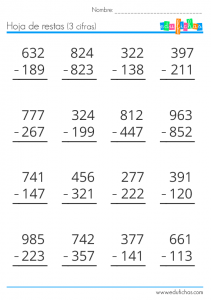 Nombre:
Hoja de restas (3 cifras)
edufichas
632 824 322 397
- 189 - 823 - 138 - 211
777 324 812 963
- 267 - 199 - 447 - 852
741 456 277 391
- 147 - 321 - 222 - 120
985 742 377 661
- 223 - 357 - 141 - 113
www.edufichas.com